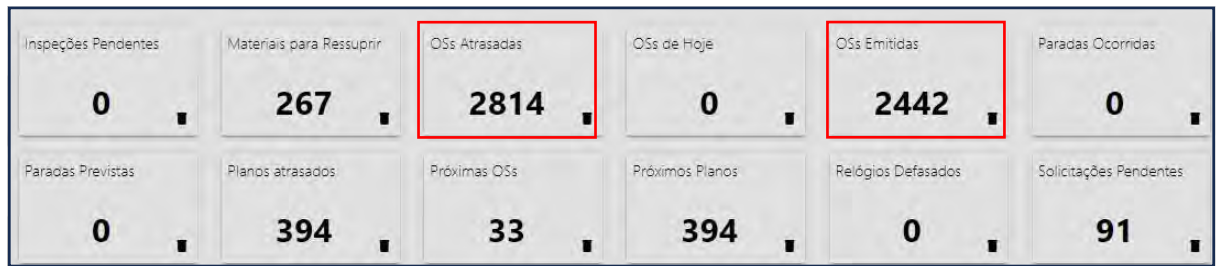 Inspeções Pendentes
Materiais para Ressuprir
OSs Atrasadas
OSs de Hoje
OSs Emitidas
Paradas Ocorridas
0
267
2814
0
2442
0
Paradas Previstas
Planos atrasados
Próximas OSs
Próximos Planos
Relógios Defasados
Solicitações Pendentes
0
394
33
394
0
91